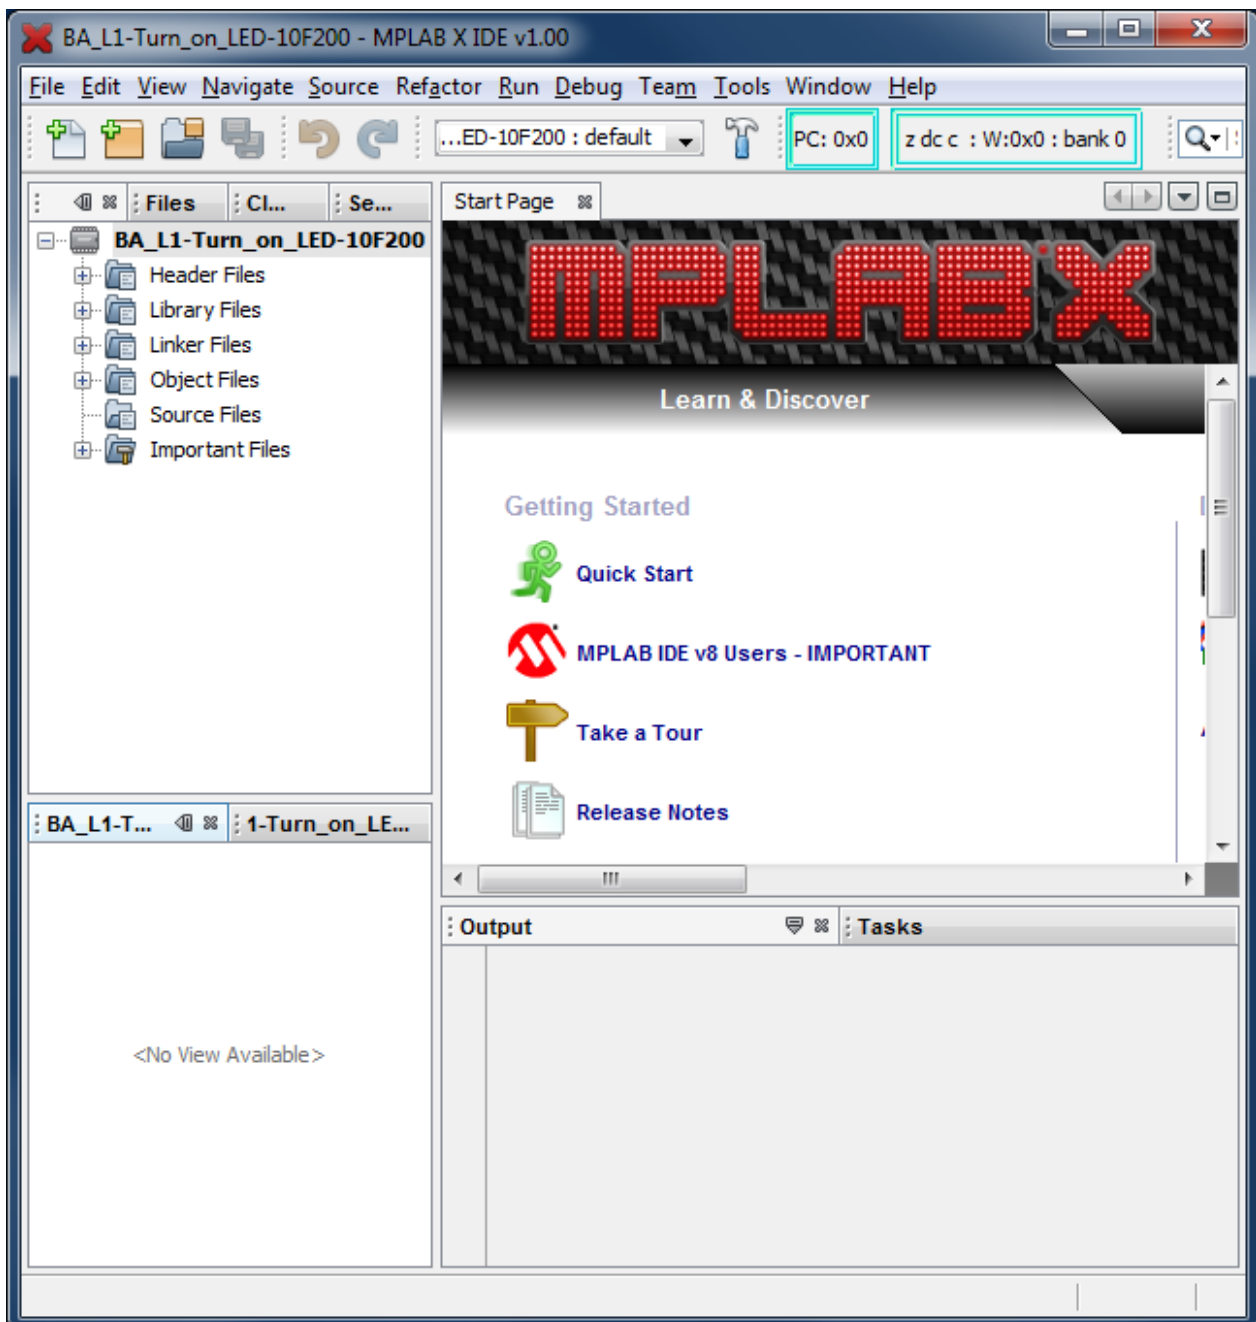 BA_L1-Turn_on_LED-10F200 - MPLAB X IDE v1.00
File Edit View Navigate Source Refactor Run Debug Team Tools Window Help
...ED-10F200 : default
PC: 0x0
z dc c : W:0x0 : bank 0
Files
Cl...
Se...
BA_L1-Turn_on_LED-10F200
Header Files
Library Files
Linker Files
Object Files
Source Files
Important Files
Start Page
MPLAB X
Learn & Discover
Getting Started
Quick Start
MPLAB IDE v8 Users - IMPORTANT
Take a Tour
Release Notes
BA_L1-T...
1-Turn_on_LE...
<No View Available>
Output
Tasks